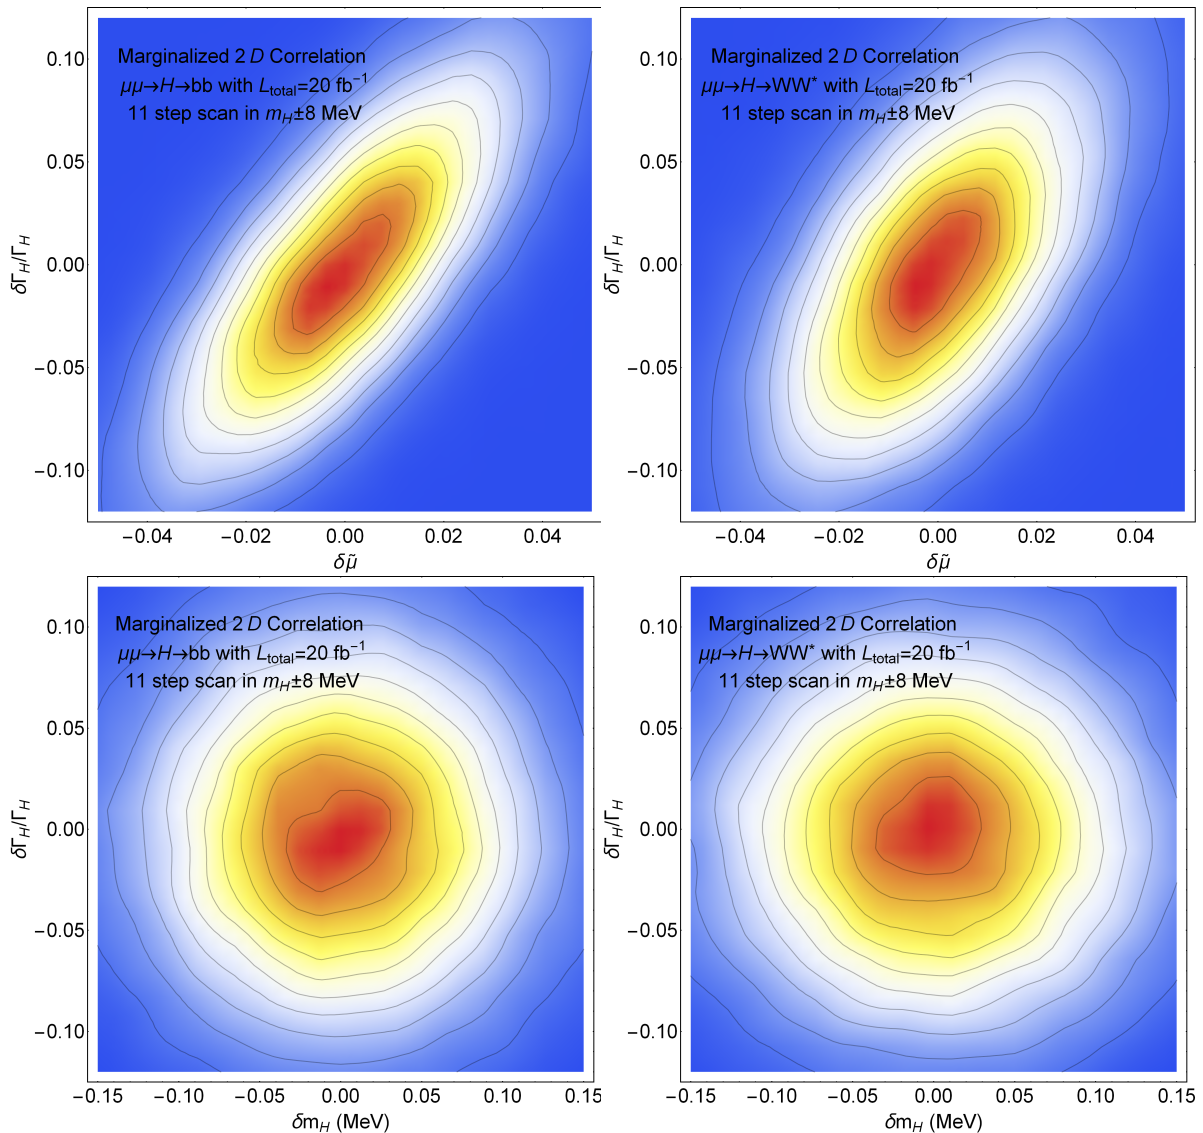 Marginalized 2 D Correlation
μμ→H→bb with L_total=20 fb⁻¹
11 step scan in m_H±8 MeV
0.10
0.05
0.00
−0.05
−0.10
δΓ_H/Γ_H
−0.04 −0.02 0.00 0.02 0.04
δμ̃
Marginalized 2 D Correlation
μμ→H→WW* with L_total=20 fb⁻¹
11 step scan in m_H±8 MeV
0.10
0.05
0.00
−0.05
−0.10
δΓ_H/Γ_H
−0.04 −0.02 0.00 0.02 0.04
δμ̃
Marginalized 2 D Correlation
μμ→H→bb with L_total=20 fb⁻¹
11 step scan in m_H±8 MeV
0.10
0.05
0.00
−0.05
−0.10
δΓ_H/Γ_H
−0.15 −0.10 −0.05 0.00 0.05 0.10 0.15
δm_H (MeV)
Marginalized 2 D Correlation
μμ→H→WW* with L_total=20 fb⁻¹
11 step scan in m_H±8 MeV
0.10
0.05
0.00
−0.05
−0.10
δΓ_H/Γ_H
−0.15 −0.10 −0.05 0.00 0.05 0.10 0.15
δm_H (MeV)